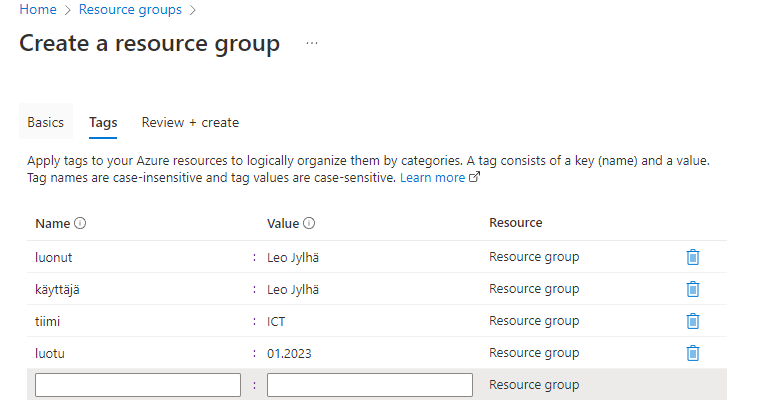 Home > Resource groups >
Create a resource group ...
Basics Tags Review + create
Apply tags to your Azure resources to logically organize them by categories. A tag consists of a key (name) and a value.
Tag names are case-insensitive and tag values are case-sensitive. Learn more
Name Value Resource
luonut : Leo Jylhä Resource group
käyttäjä : Leo Jylhä Resource group
tiimi : ICT Resource group
luotu : 01.2023 Resource group
: Resource group